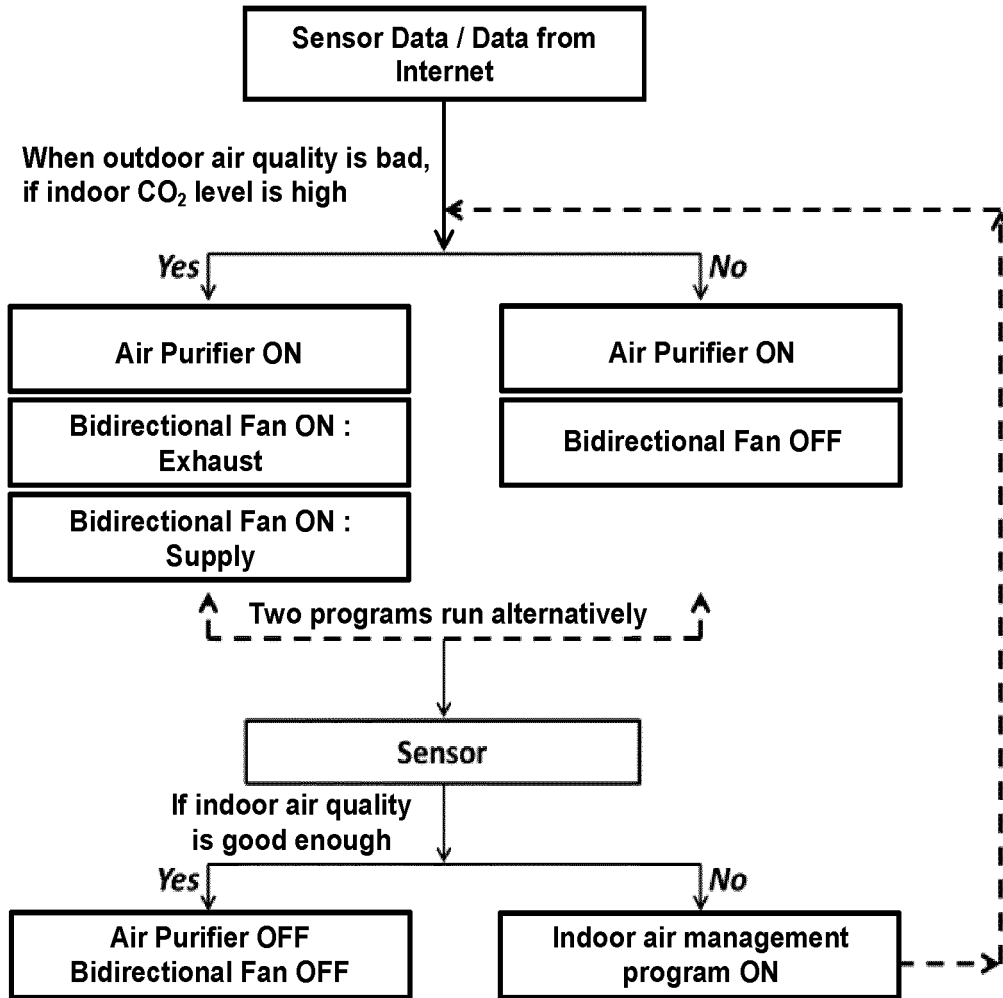 Sensor Data / Data from
Internet
When outdoor air quality is bad,
if indoor CO₂ level is high
Yes
No
Air Purifier ON
Bidirectional Fan ON :
Exhaust
Bidirectional Fan ON :
Supply
Air Purifier ON
Bidirectional Fan OFF
Two programs run alternatively
Sensor
If indoor air quality
is good enough
Yes
No
Air Purifier OFF
Bidirectional Fan OFF
Indoor air management
program ON